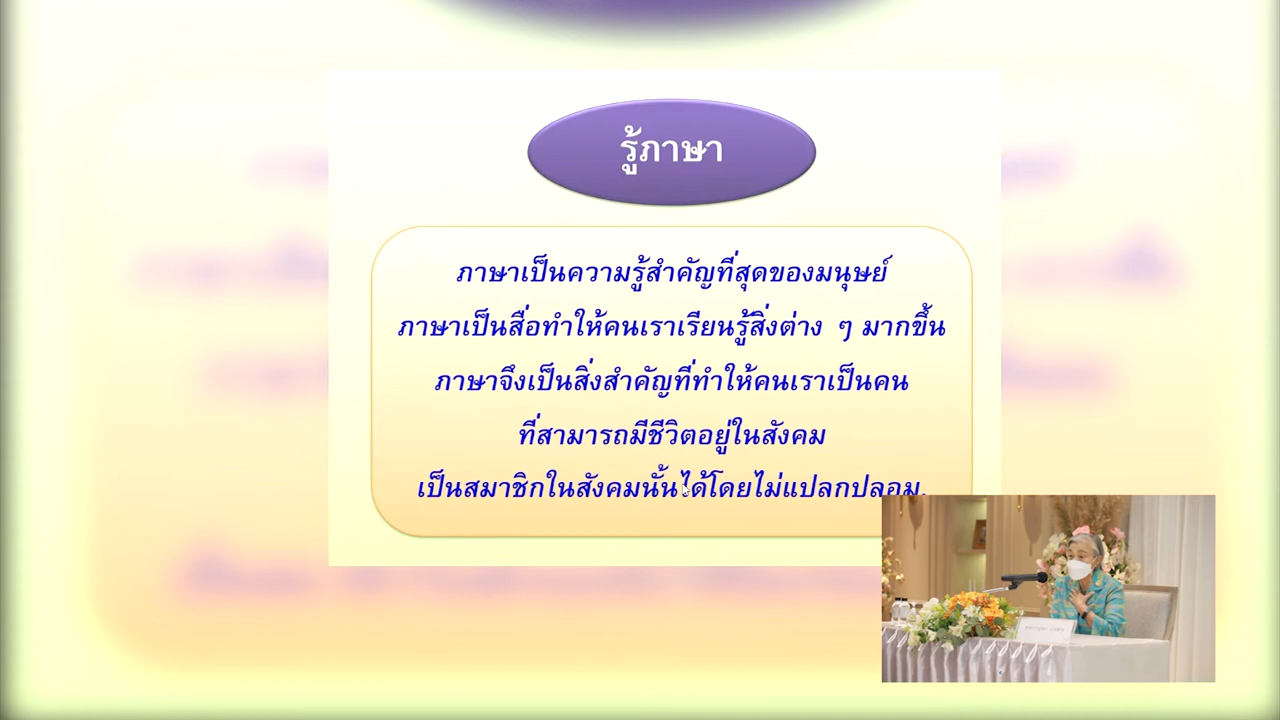 รู้ภาษา
ภาษาเป็นความรู้สำคัญที่สุดของมนุษย์
ภาษาเป็นสื่อทำให้คนเราเรียนรู้สิ่งต่าง ๆ มากขึ้น
ภาษาจึงเป็นสิ่งสำคัญที่ทำให้คนเราเป็นคน
ที่สามารถมีชีวิตอยู่ในสังคม
เป็นสมาชิกในสังคมนั้นได้โดยไม่แปลกปลอม